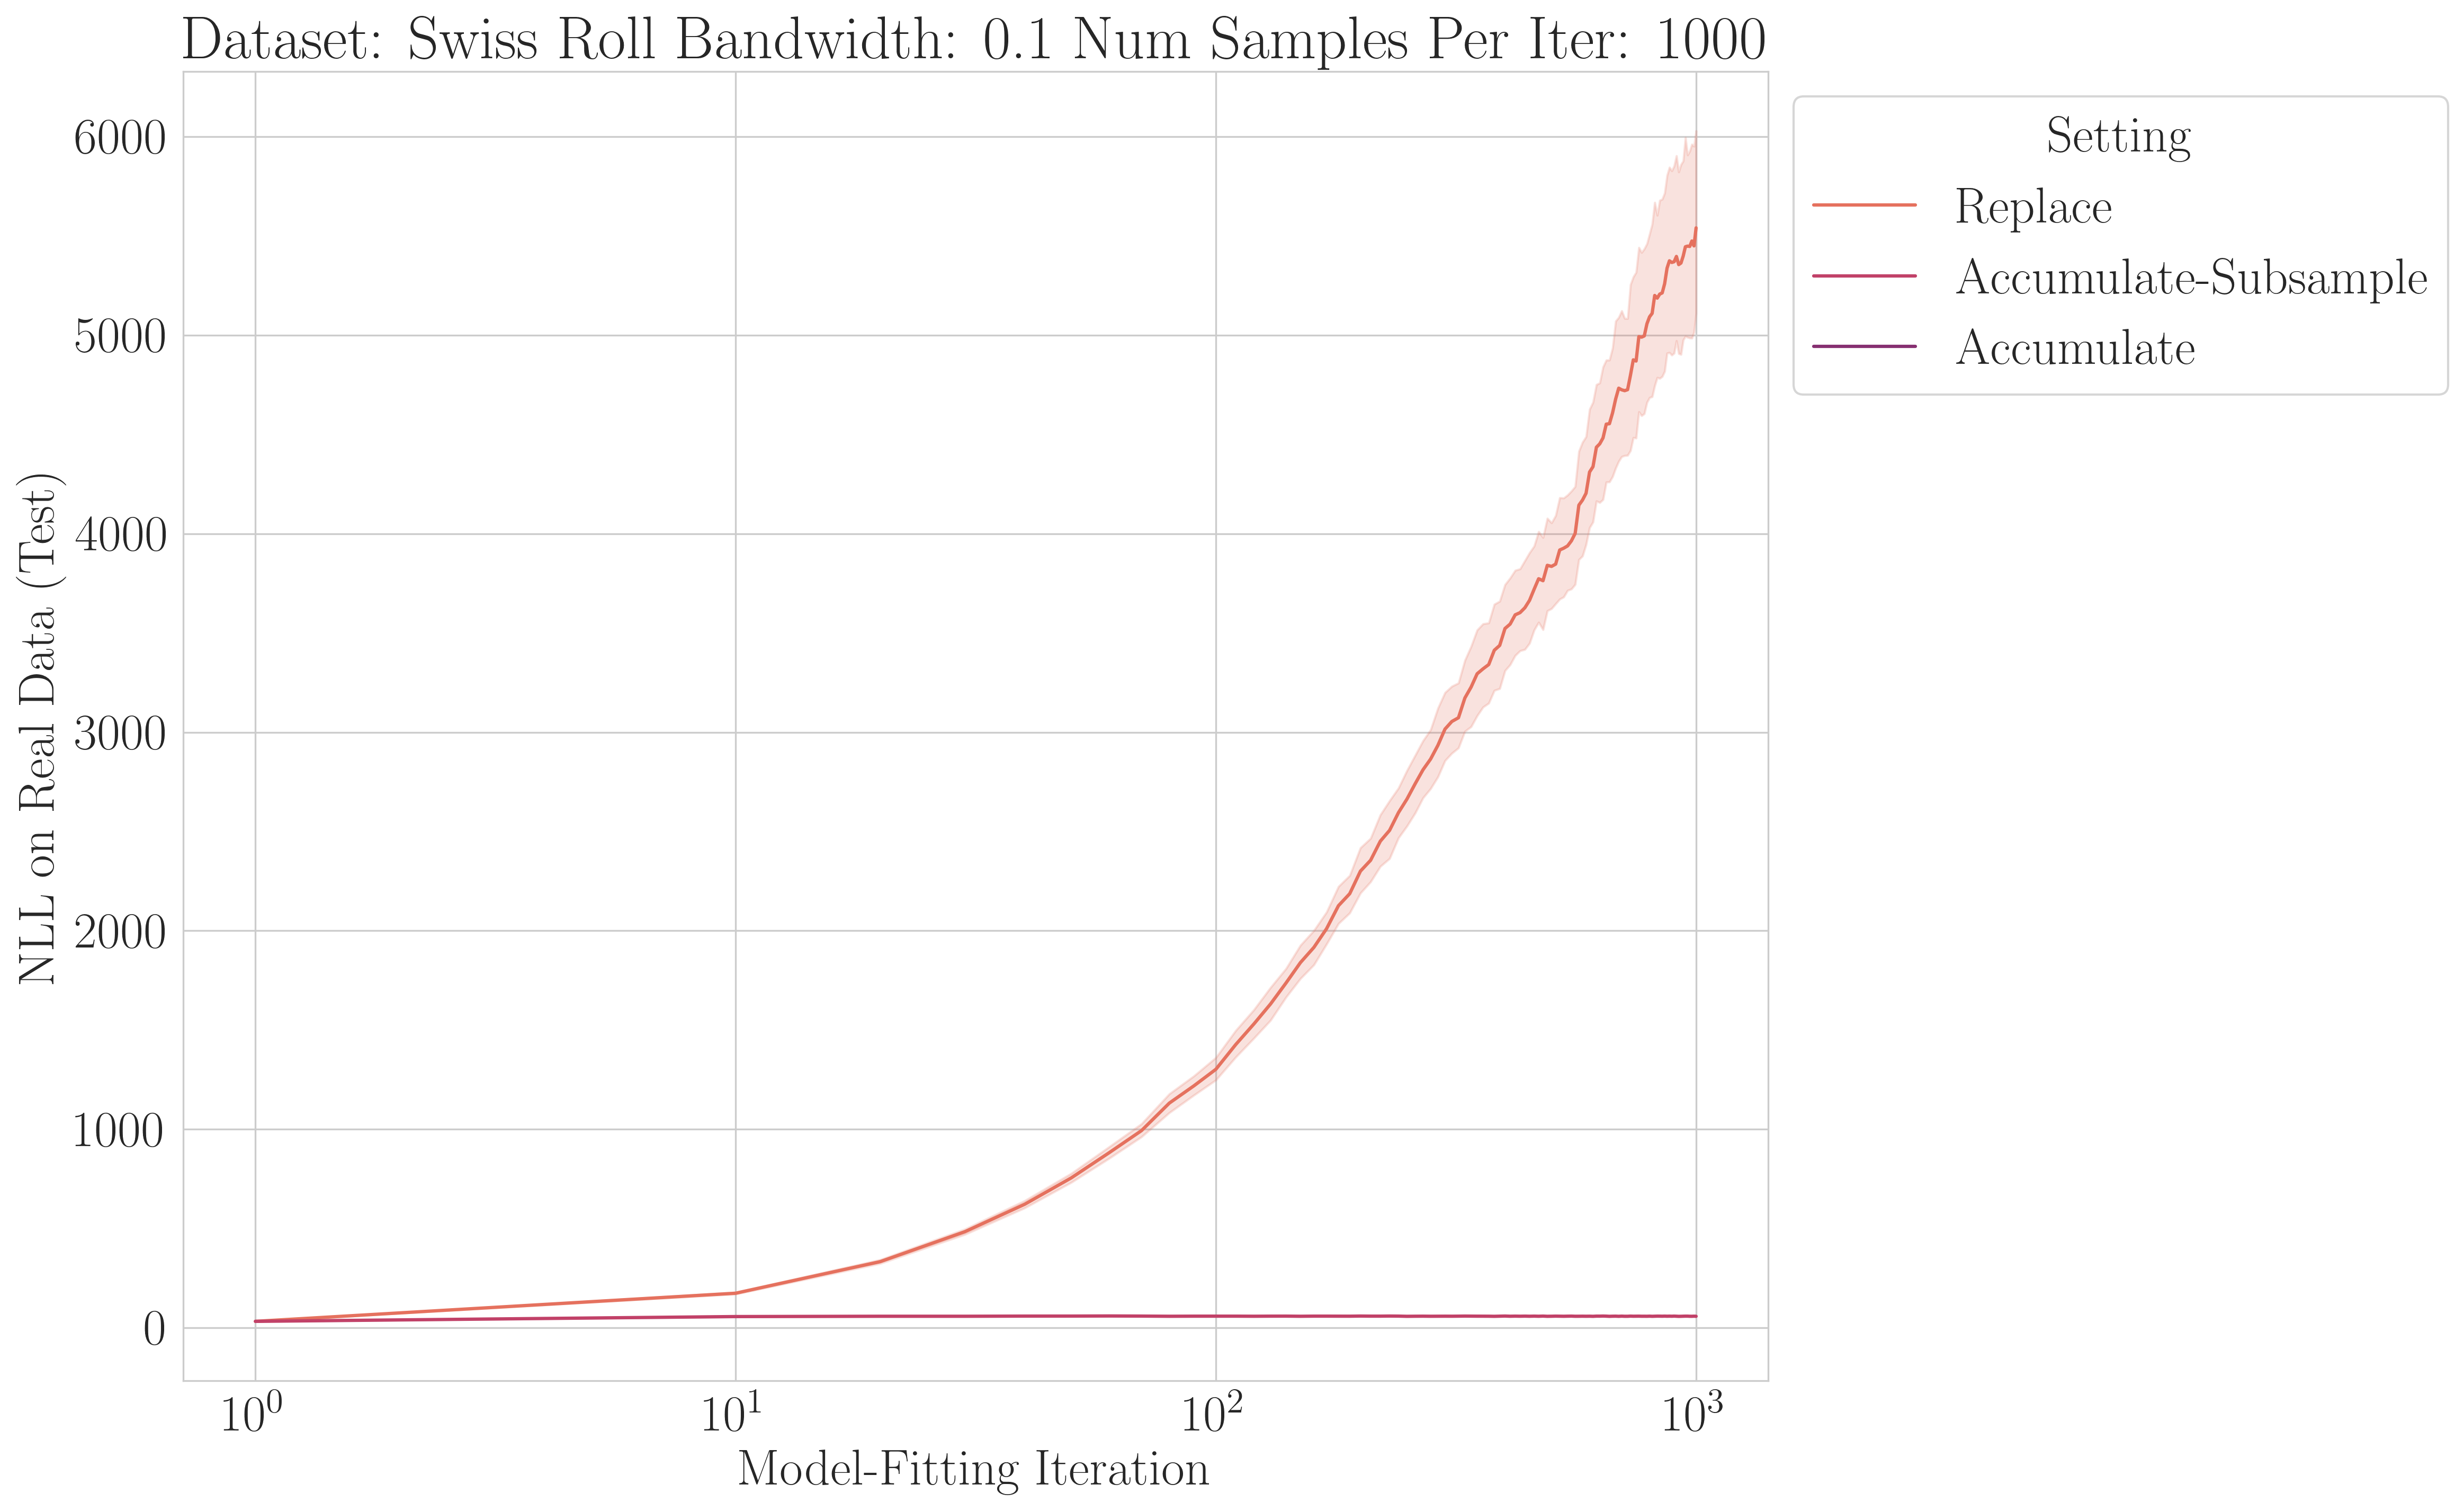 Dataset: Swiss Roll Bandwidth: 0.1 Num Samples Per Iter: 1000
NLL on Real Data (Test)
6000
5000
4000
3000
2000
1000
0
10^0
10^1
10^2
10^3
Model-Fitting Iteration
Setting
Replace
Accumulate-Subsample
Accumulate